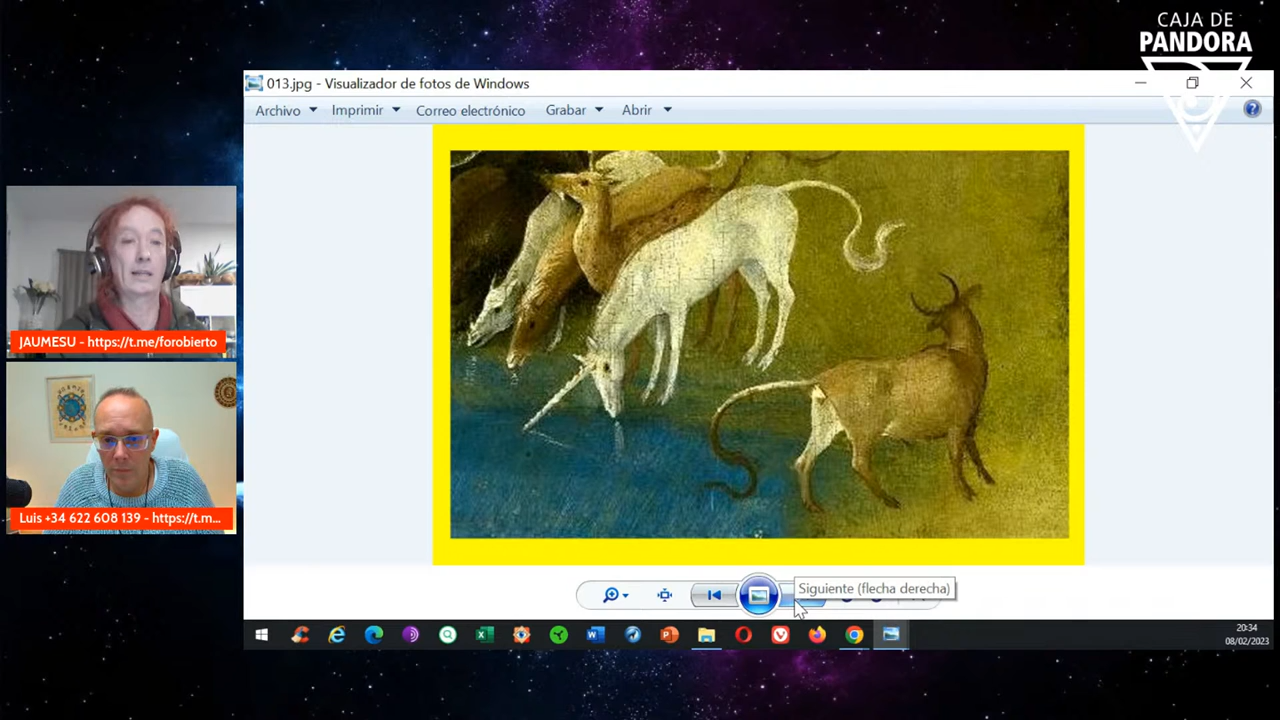 CAJA DE
PANDORA
013.jpg - Visualizador de fotos de Windows
Archivo Imprimir Correo electrónico Grabar Abrir
JAUMESU - https://t.me/forobierto
Luis +34 622 608 139 - https://t.m...
Siguiente (flecha derecha)
20:34
08/02/2023